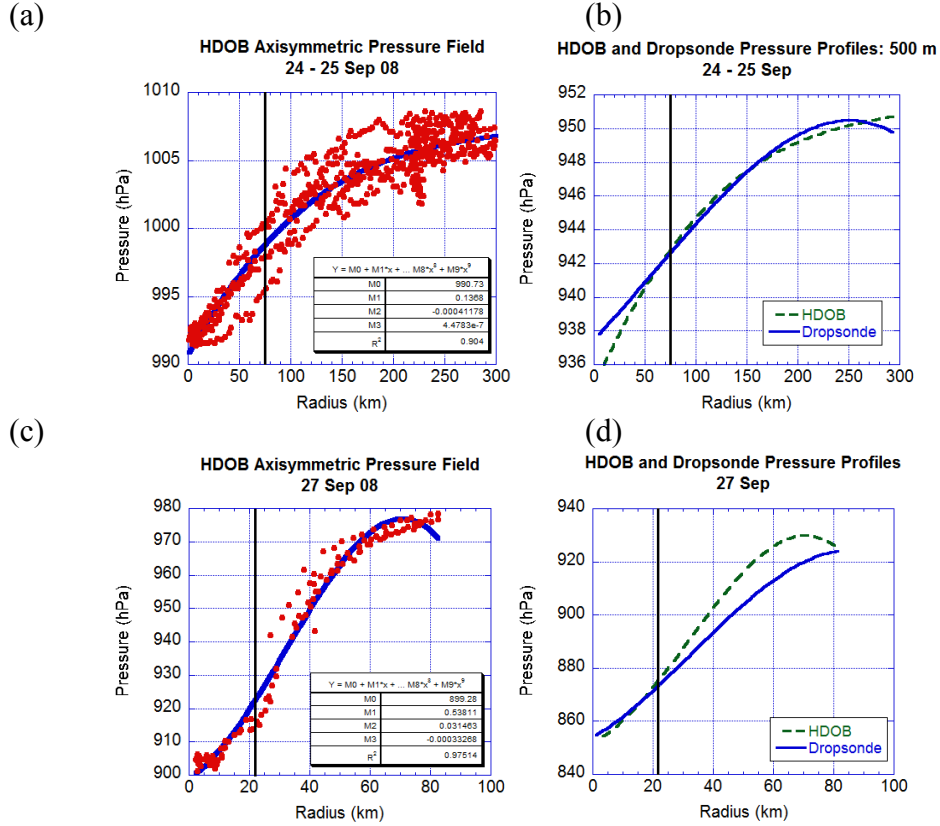 (a)
HDOB Axisymmetric Pressure Field
24 - 25 Sep 08
1010
1005
1000
995
990
Pressure (hPa)
Y = M0 + M1*x + ... M8*x^8 + M9*x^9
M0 990.73
M1 0.1368
M2 -0.00041178
M3 4.4783e-7
R^2 0.904
0 50 100 150 200 250 300
Radius (km)
(b)
HDOB and Dropsonde Pressure Profiles: 500 m
24 - 25 Sep
952
950
948
946
944
942
940
938
936
Pressure (hPa)
HDOB
Dropsonde
0 50 100 150 200 250 300
Radius (km)
(c)
HDOB Axisymmetric Pressure Field
27 Sep 08
980
970
960
950
940
930
920
910
900
Pressure (hPa)
Y = M0 + M1*x + ... M8*x^8 + M9*x^9
M0 899.28
M1 0.53811
M2 0.031463
M3 -0.00033268
R^2 0.97514
0 20 40 60 80 100
Radius (km)
(d)
HDOB and Dropsonde Pressure Profiles
27 Sep
940
920
900
880
860
840
Pressure (hPa)
HDOB
Dropsonde
0 20 40 60 80 100
Radius (km)